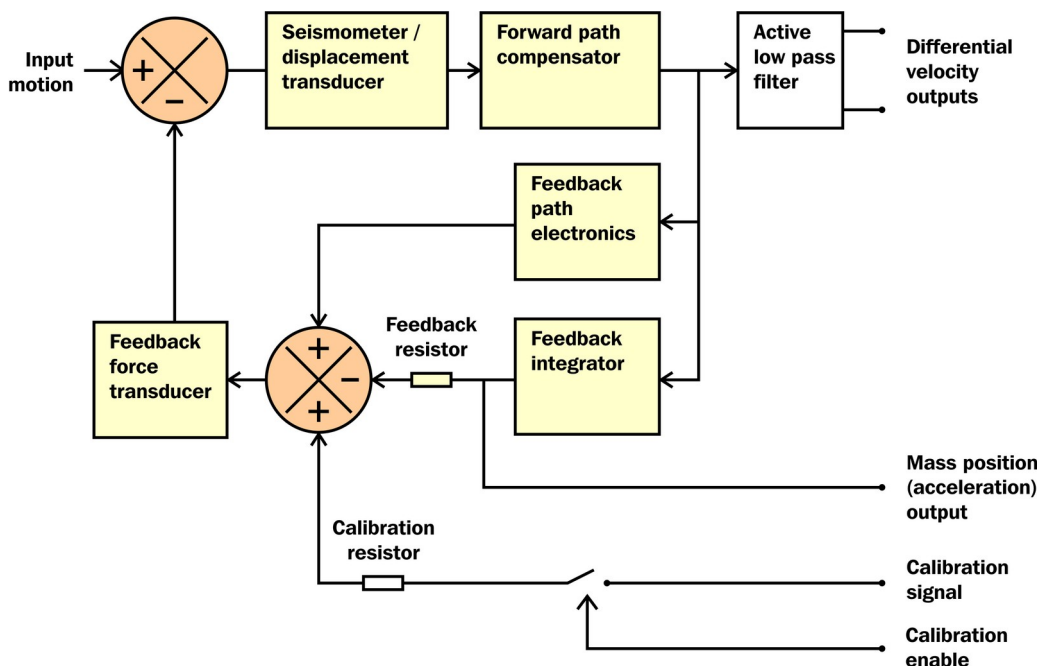 Input
motion
+
−
Seismometer /
displacement
transducer
Forward path
compensator
Active
low pass
filter
Differential
velocity
outputs
Feedback
path
electronics
Feedback
force
transducer
+
−
+
Feedback
resistor
Feedback
integrator
Mass position
(acceleration)
output
Calibration
resistor
Calibration
signal
Calibration
enable